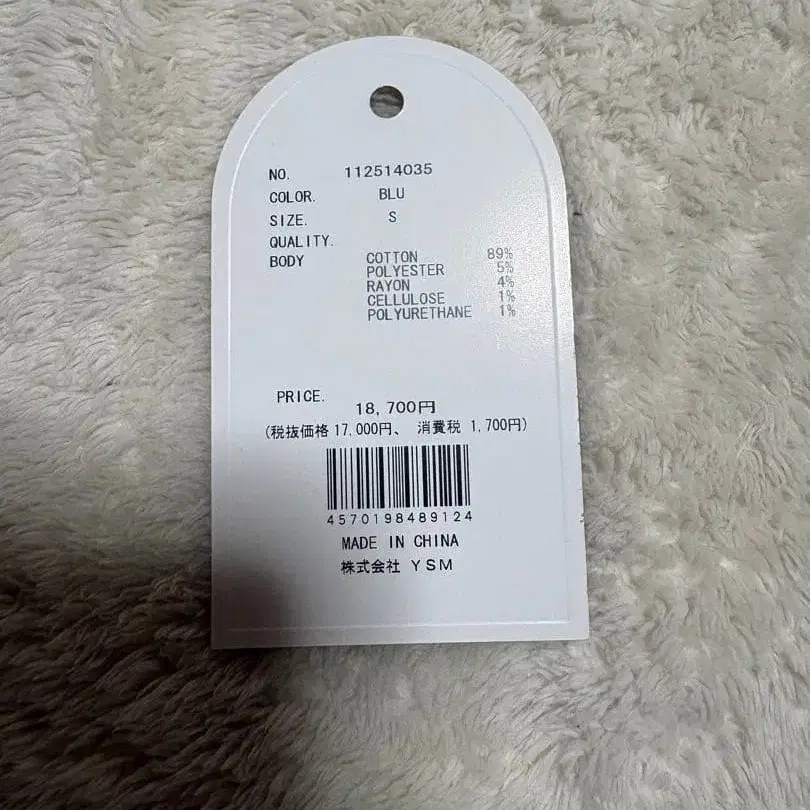 NO. 112514035
COLOR. BLU
SIZE. S
QUALITY.
BODY COTTON 89%
POLYESTER 5%
RAYON 4%
CELLULOSE 1%
POLYURETHANE 1%
PRICE. 18,700円
(税抜価格 17,000円、 消費税 1,700円)
4570198489124
MADE IN CHINA
株式会社 YSM